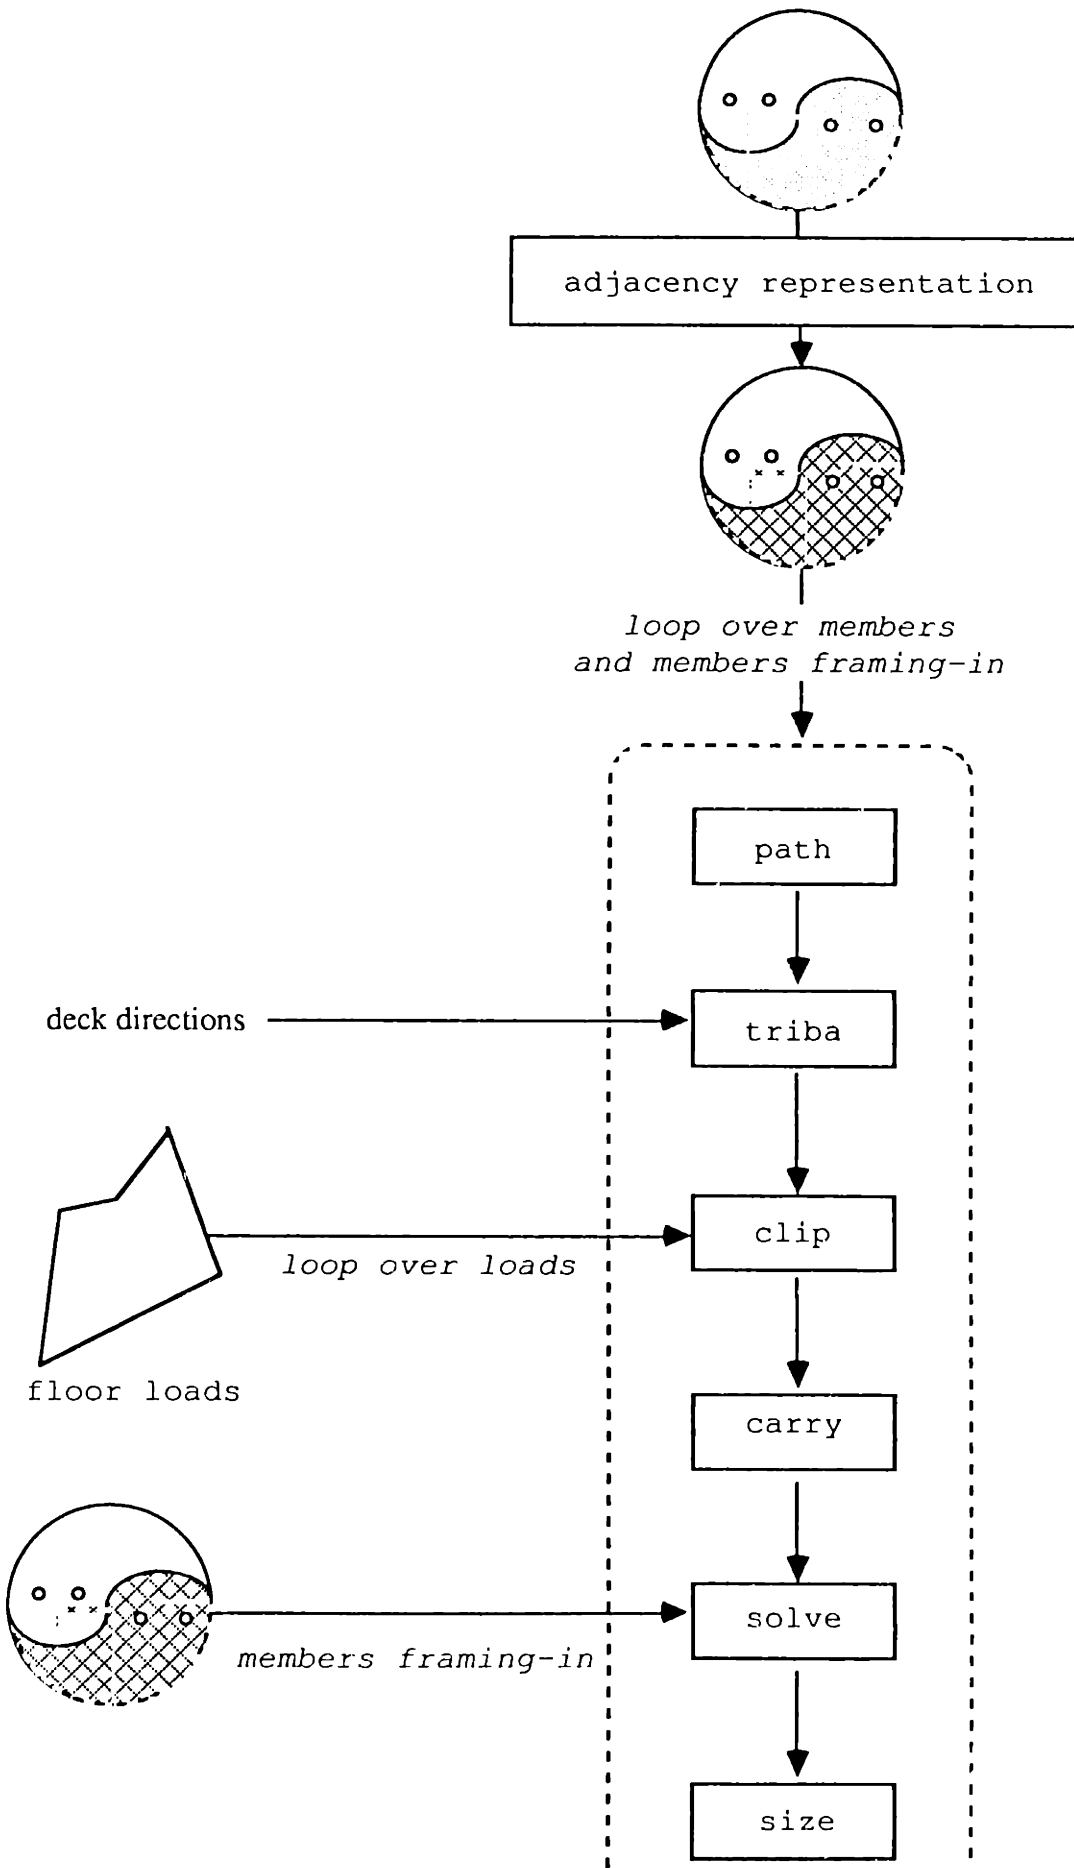 adjacency representation
loop over members
and members framing-in
path
deck directions
triba
clip
loop over loads
floor loads
carry
solve
members framing-in
size